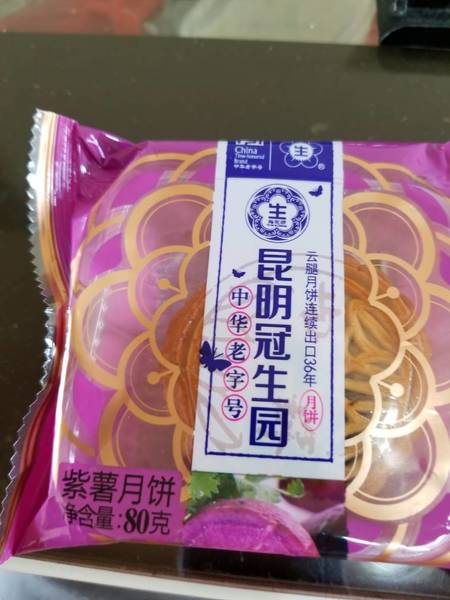 China
Time-honored
Brand
中华老字号
生
®
生
昆明冠生园
中华老字号
云腿月饼连续出口36年
月饼
紫薯月饼
净含量:80克